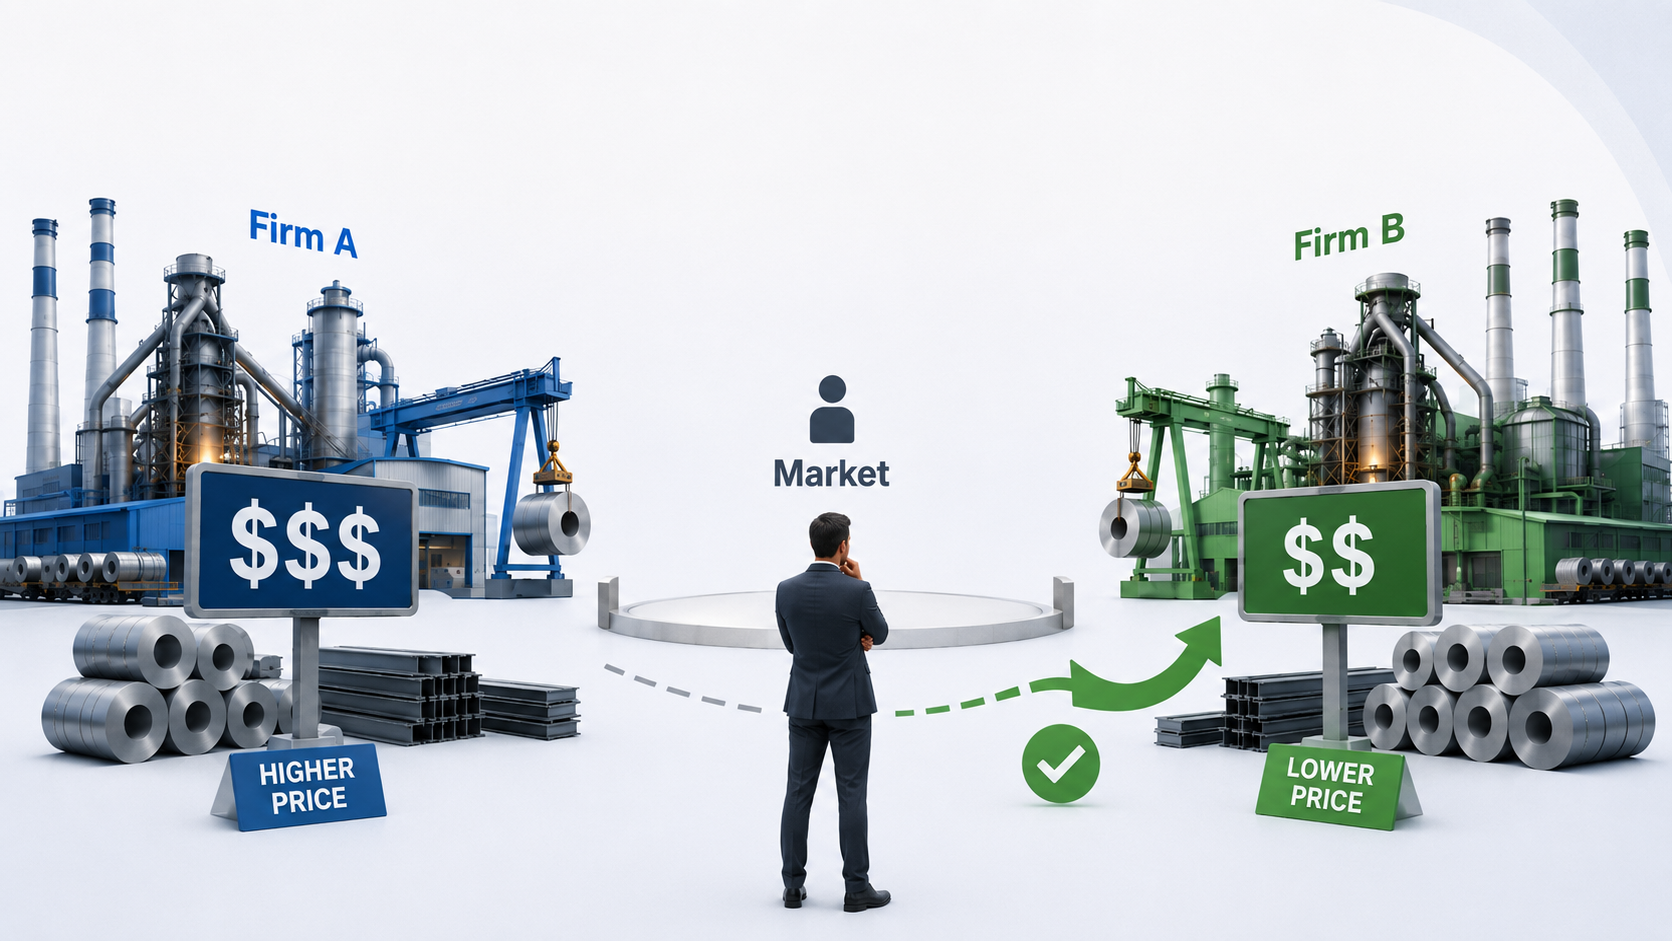 Firm A
Firm B
Market
$$$
$$
HIGHER
PRICE
LOWER
PRICE